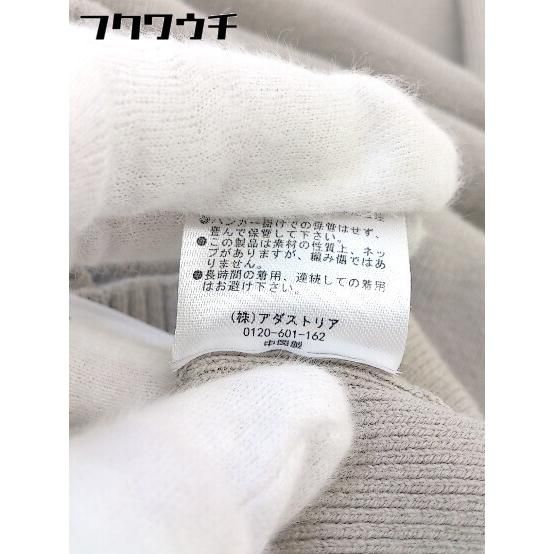 フクワウチ
●ハンガー掛けでの保管はせず、
畳んで保管して下さい。
●この製品は素材の性質上、ネッ
プがありますが、編み傷ではあ
りません。
●長時間の着用、連続しての着用
はお避け下さい。
(株)アダストリア
0120-601-162
中国製